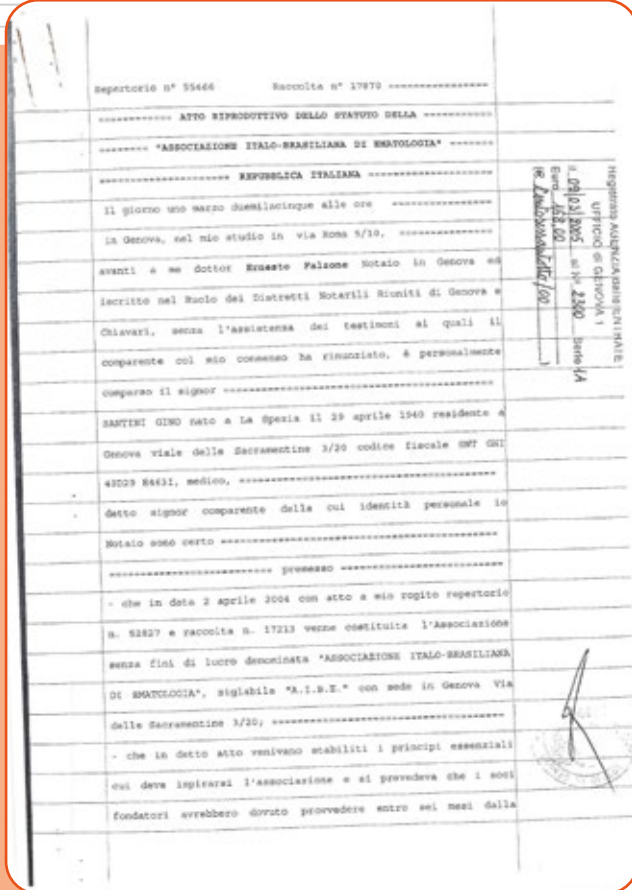 Repertorio n° 55466 Raccolta n° 17870 ----------------
------------ ATTO RIPRODUTTIVO DELLO STATUTO DELLA -----------
-------- "ASSOCIAZIONE ITALO-BRASILIANA DI EMATOLOGIA" -------
------------------- REPUBBLICA ITALIANA --------------------
Il giorno uno marzo duemilacinque alle ore ----------------
in Genova, nel mio studio in via Roma 5/10, ---------------
avanti a me dottor Ernesto Falzone Notaio in Genova ed
iscritto nel Ruolo dei Distretti Notarili Riuniti di Genova e
Chiavari, senza l'assistenza dei testimoni ai quali il
comparente col mio consenso ha rinunziato, è personalmente
comparso il signor ---------------------------------------
SANTINI GINO nato a La Spezia il 29 aprile 1940 residente a
Genova viale delle Sacramentine 3/20 codice fiscale SNT GNI
medico, --------------------------------------
detto signor comparente della cui identità personale io
Notaio sono certo ----------------------------------------
------------------------ premesso ------------------------
- che in data 2 aprile 2004 con atto a mio rogito repertorio
n. 52827 e raccolta n. 17213 venne costituita l'Associazione
senza fini di lucro denominata "ASSOCIAZIONE ITALO-BRASILIANA
DI EMATOLOGIA", siglabile "A.I.B.E." con sede in Genova Via
delle Sacramentine 3/20; ---------------------------------
- che in detto atto venivano stabiliti i principi essenziali
cui deve ispirarsi l'associazione e si prevedeva che i soci
fondatori avrebbero dovuto provvedere entro sei mesi dalla
Registrato AGENZIA delle ENTRATE
UFFICIO di GENOVA 1
il 09/03/2005 al N° 2300 Serie 1A
Euro 168,00